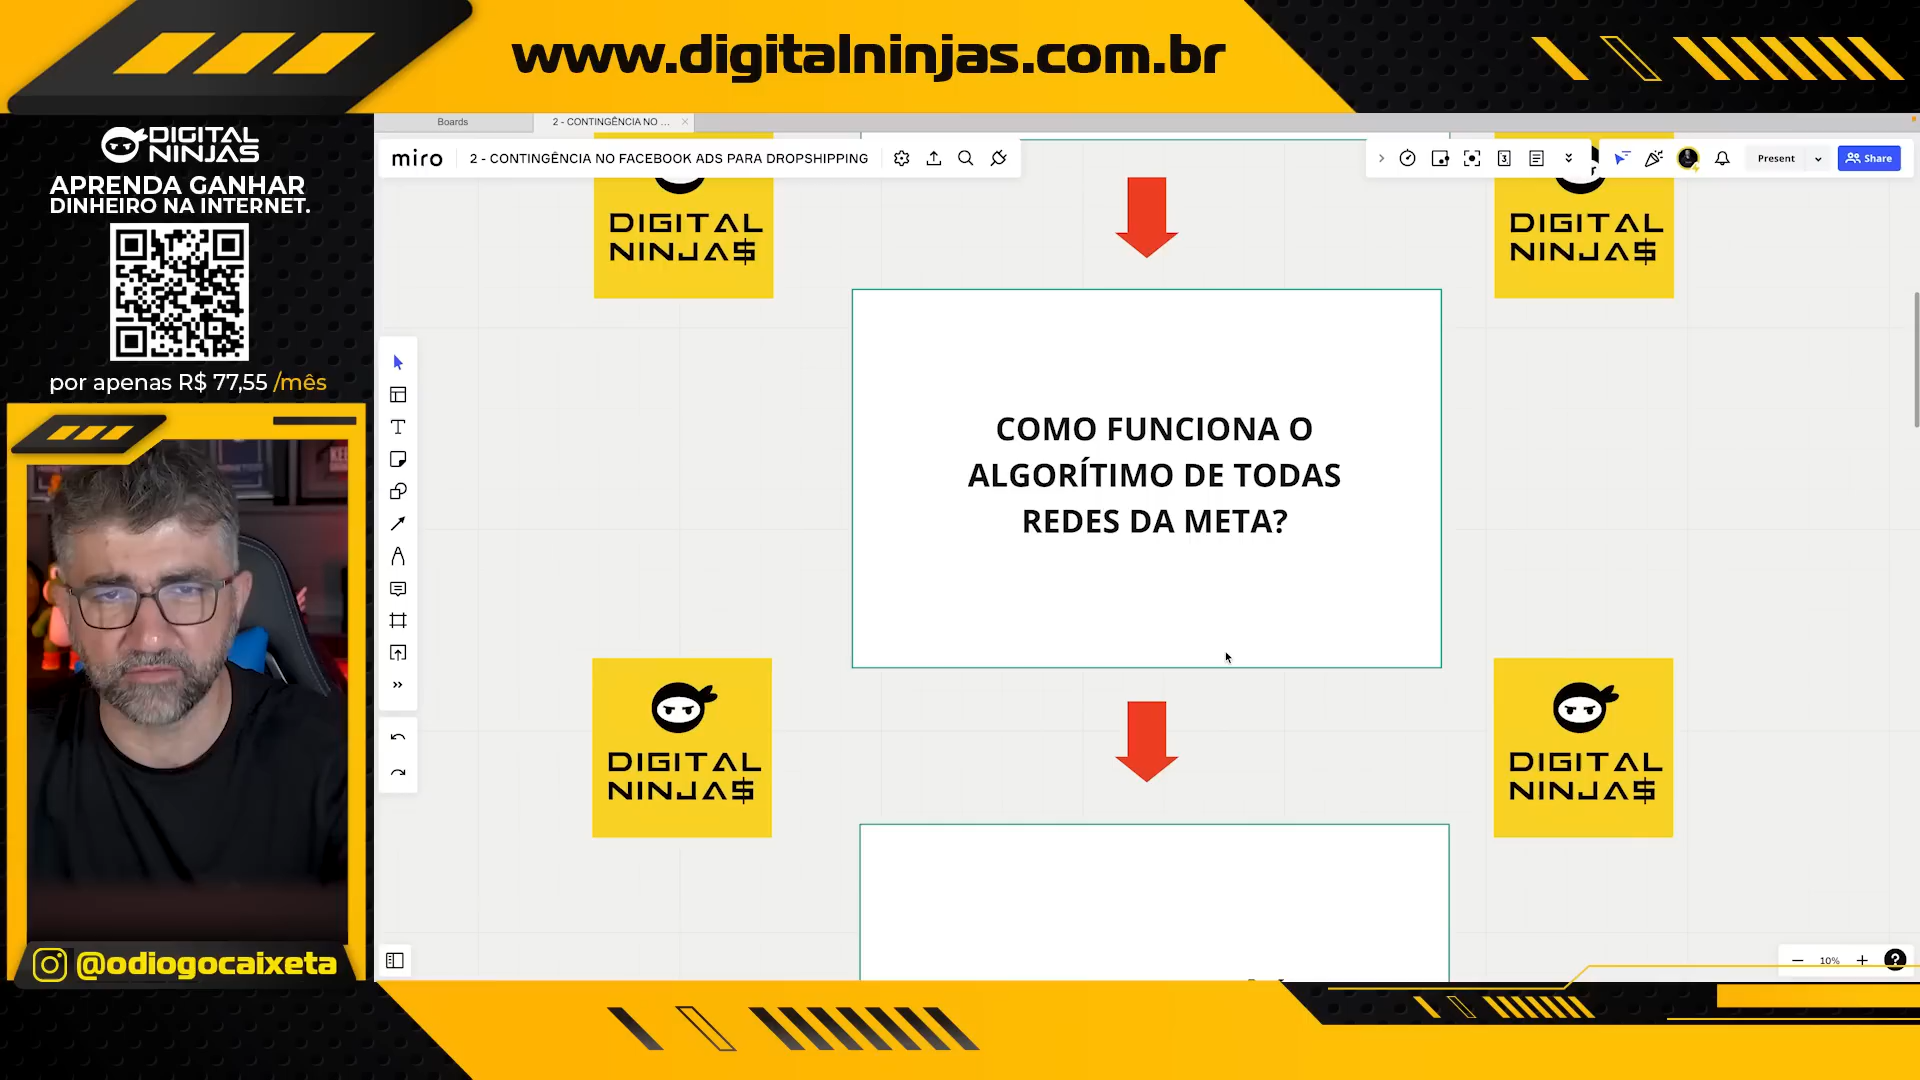 www.digitalninjas.com.br
DIGITAL
NINJAS
APRENDA GANHAR
DINHEIRO NA INTERNET.
por apenas R$ 77,55 /mês
@odiogocaixeta
Boards
2 - CONTINGÊNCIA NO ...
miro
2 - CONTINGÊNCIA NO FACEBOOK ADS PARA DROPSHIPPING
3
Present
Share
DIGITAL
NINJA$
DIGITAL
NINJA$
COMO FUNCIONA O
ALGORÍTIMO DE TODAS
REDES DA META?
DIGITAL
NINJA$
DIGITAL
NINJA$
10%
?